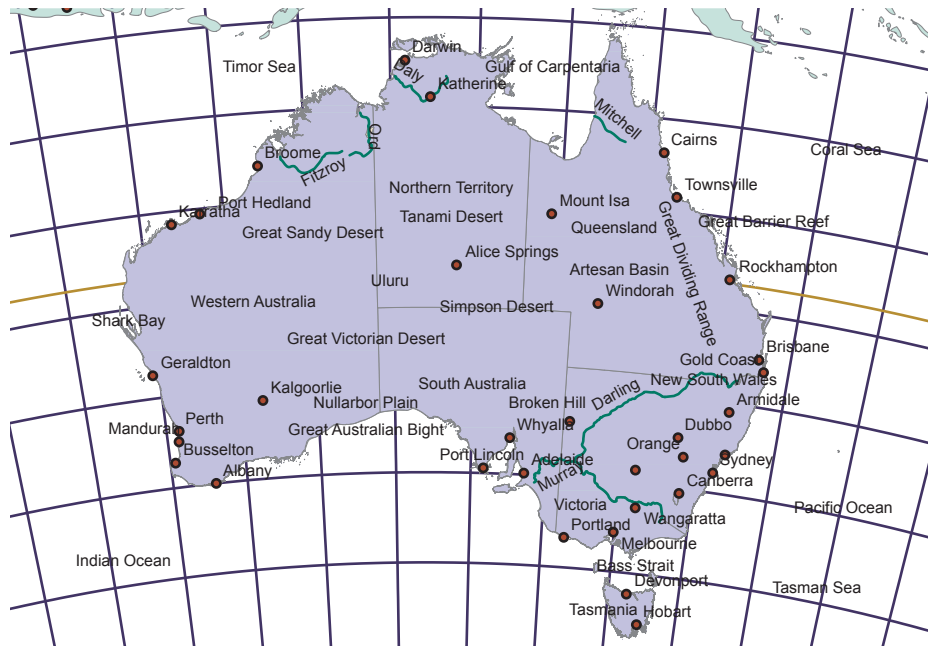 Darwin
Timor Sea
Gulf of Carpentaria
Daly
Katherine
Mitchell
Ord
Cairns
Coral Sea
Broome
Fitzroy
Northern Territory
Townsville
Port Hedland
Karratha
Mount Isa
Tanami Desert
Great Sandy Desert
Queensland
Great Barrier Reef
Great Dividing Range
Alice Springs
Uluru
Artesan Basin
Rockhampton
Windorah
Western Australia
Simpson Desert
Shark Bay
Great Victorian Desert
Brisbane
Geraldton
Gold Coast
South Australia
New South Wales
Kalgoorlie
Darling
Nullarbor Plain
Broken Hill
Armidale
Perth
Mandurah
Great Australian Bight
Whyalla
Dubbo
Busselton
Orange
Port Lincoln
Adelaide
Sydney
Albany
Murray
Canberra
Victoria
Pacific Ocean
Wangaratta
Portland
Melbourne
Indian Ocean
Bass Strait
Devonport
Tasman Sea
Tasmania
Hobart